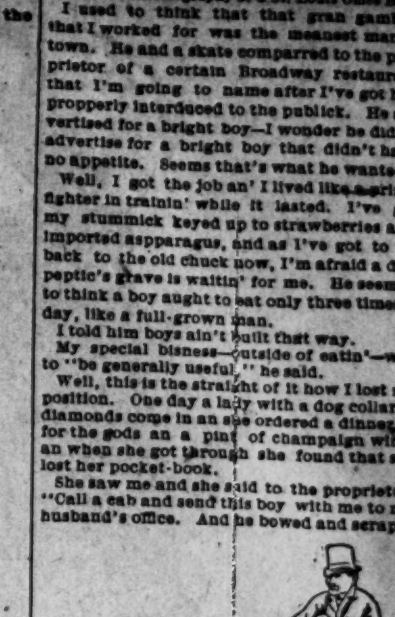 the
I used to think that that gran gam
that I worked for was the meanest ma
town. He and a skate comparred to the p
prietor of a certain Broadway restau
that I'm going to name after I've got
propperly interduced to the publick. He
vertised for a bright boy—I wonder he did
advertise for a bright boy that didn't h
no appetite. Seems that's what he wante
Well, I got the job an' I lived like
fighter in trainin' while it lasted. I've
my stummick keyed up to strawberries a
imported aspparagus, and as I've got to
back to the old chuck now, I'm afraid a d
peptic's grave is waitin' for me. He seem
to think a boy aught to eat only three time
day, like a full-grown man.
I told him boys ain't built that way.
My special bisness—outside of eatin'—w
to "be generally useful," he said.
Well, this is the straight of it how I lost
position. One day a lady with a dog collar
diamonds come in an she ordered a dinner
for the gods an a pint of champaign wi
an when she got through she found that s
lost her pocket-book.
She saw me and she said to the propriet
"Call a cab and send this boy with me to
husband's office. And he bowed and scrap